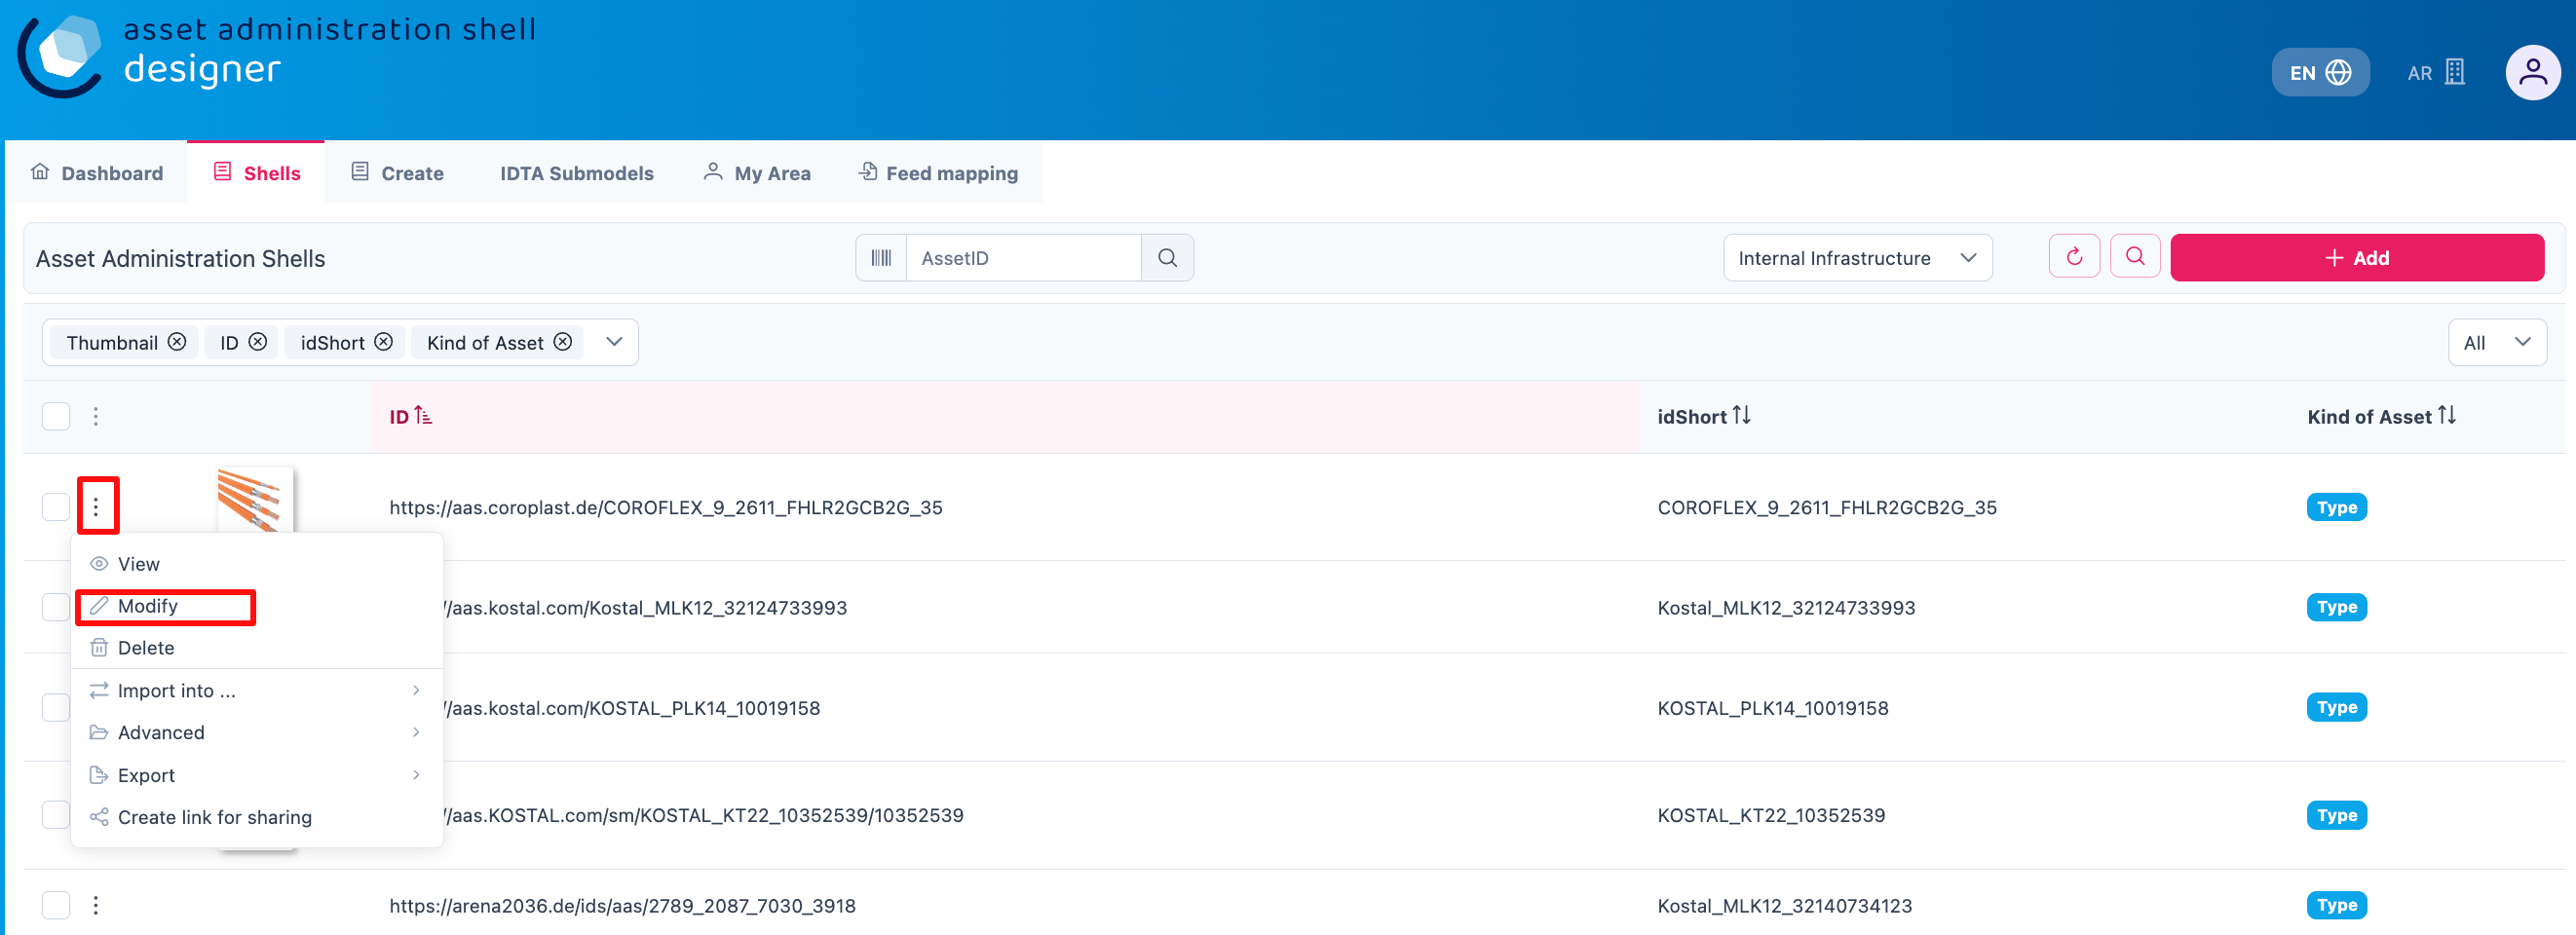 asset administration shell
designer
EN
AR
Dashboard
Shells
Create
IDTA Submodels
My Area
Feed mapping
Asset Administration Shells
AssetID
Internal Infrastructure
Add
Thumbnail
ID
idShort
Kind of Asset
All
ID
idShort
Kind of Asset
https://aas.coroplast.de/COROFLEX_9_2611_FHLR2GCB2G_35
COROFLEX_9_2611_FHLR2GCB2G_35
Type
View
Modify
Delete
Import into ...
Advanced
Export
Create link for sharing
//aas.kostal.com/Kostal_MLK12_32124733993
Kostal_MLK12_32124733993
Type
//aas.kostal.com/KOSTAL_PLK14_10019158
KOSTAL_PLK14_10019158
Type
//aas.KOSTAL.com/sm/KOSTAL_KT22_10352539/10352539
KOSTAL_KT22_10352539
Type
https://arena2036.de/ids/aas/2789_2087_7030_3918
Kostal_MLK12_32140734123
Type